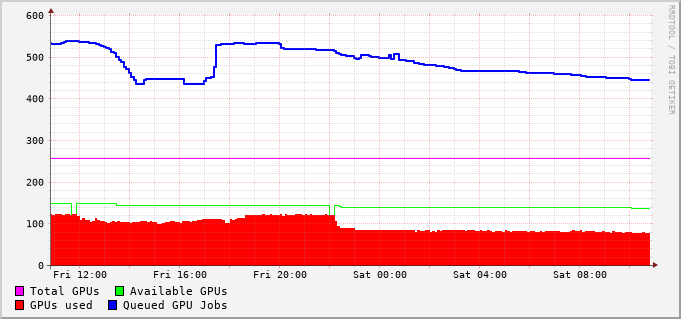 RRDTOOL / TOBI OETIKER
600
500
400
300
200
100
0
Fri 12:00 Fri 16:00 Fri 20:00 Sat 00:00 Sat 04:00 Sat 08:00
Total GPUs Available GPUs
GPUs used Queued GPU Jobs